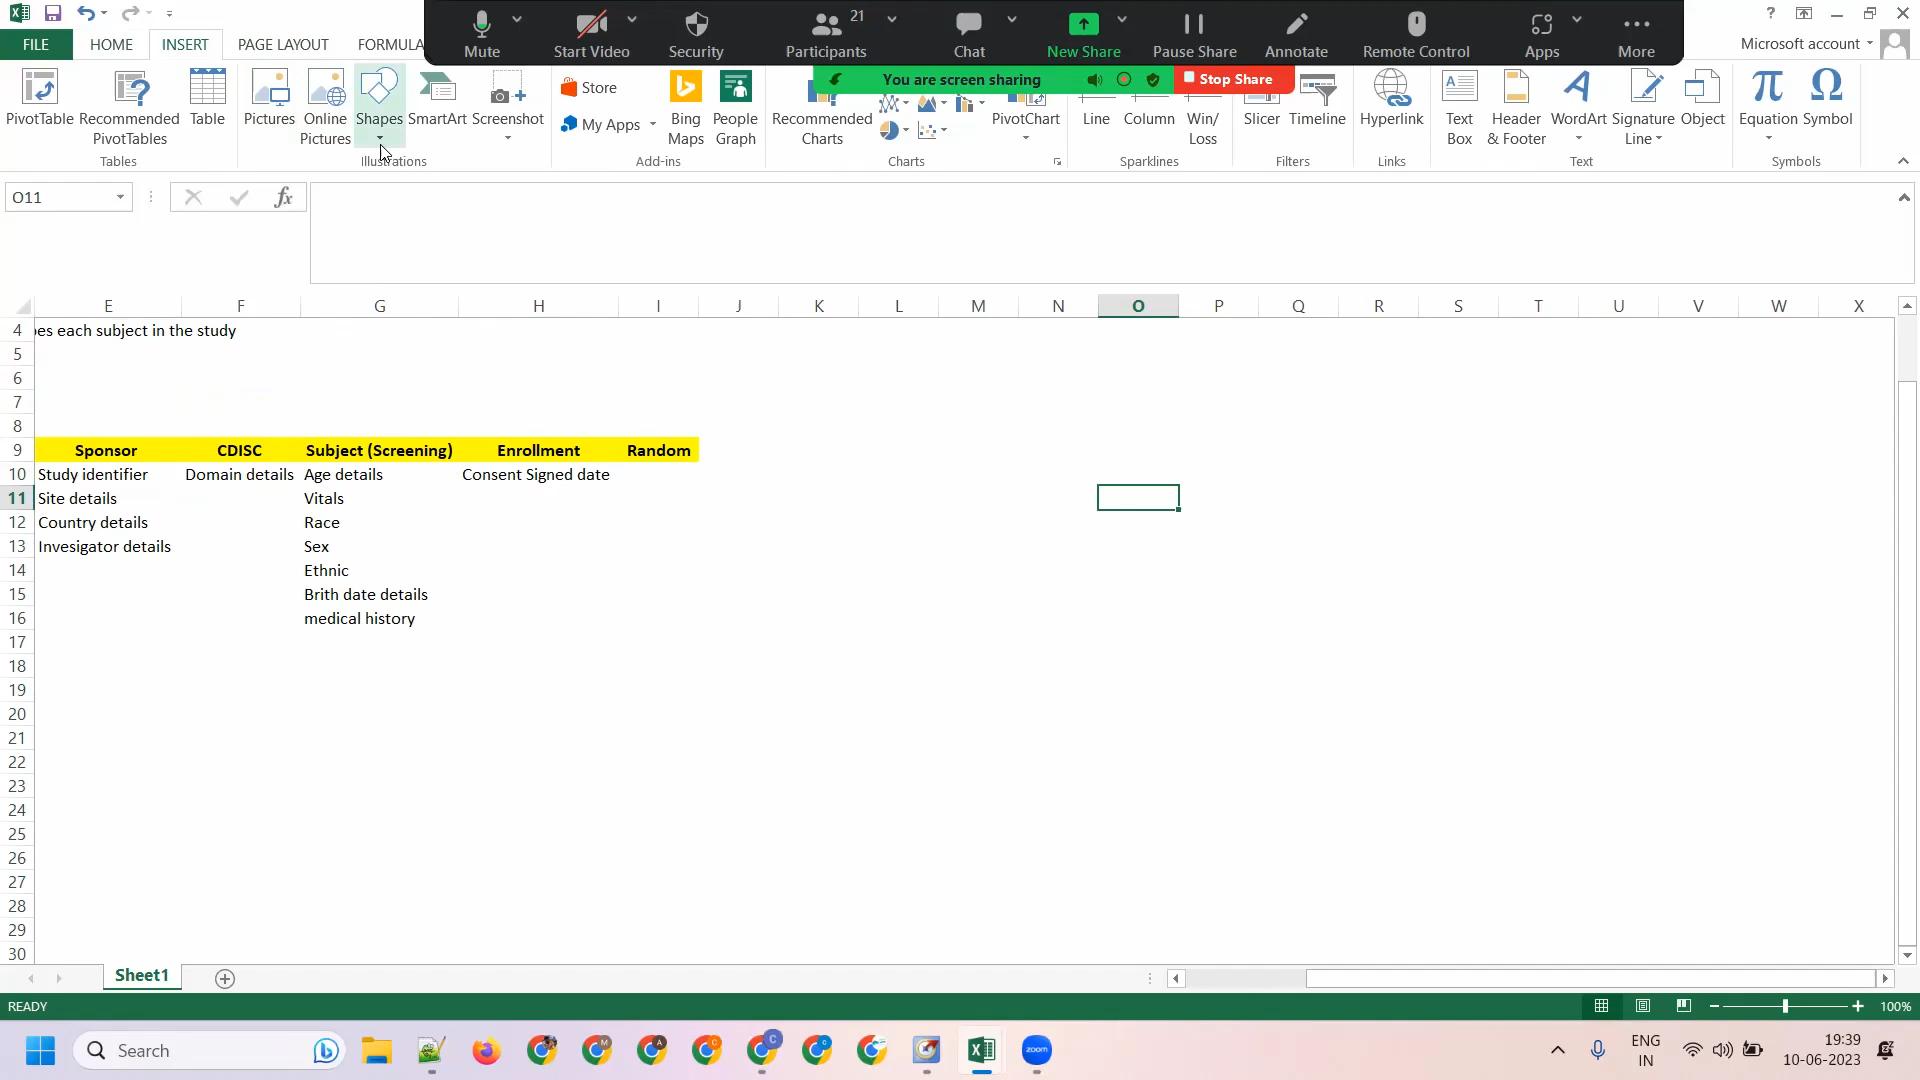 Mute
Start Video
Security
21
Participants
Chat
New Share
Pause Share
Annotate
Remote Control
Apps
More
You are screen sharing
Stop Share
FILE
HOME
INSERT
PAGE LAYOUT
FORMULA
Microsoft account
PivotTable
Recommended
PivotTables
Table
Pictures
Online
Pictures
Shapes
SmartArt
Screenshot
Store
My Apps
Bing
Maps
People
Graph
Recommended
Charts
PivotChart
Line
Column
Win/
Loss
Slicer
Timeline
Hyperlink
Text
Box
Header
& Footer
WordArt
Signature
Line
Object
Equation
Symbol
Tables
Illustrations
Add-ins
Charts
Sparklines
Filters
Links
Text
Symbols
O11
fx
E F G H I J K L M N O P Q R S T U V W X
4 es each subject in the study
5
6
7
8
9 Sponsor CDISC Subject (Screening) Enrollment Random
10 Study identifier Domain details Age details Consent Signed date
11 Site details Vitals
12 Country details Race
13 Invesigator details Sex
14 Ethnic
15 Brith date details
16 medical history
17
18
19
20
21
22
23
24
25
26
27
28
29
30
Sheet1
READY
100%
Search
zoom
ENG
IN
19:39
10-06-2023